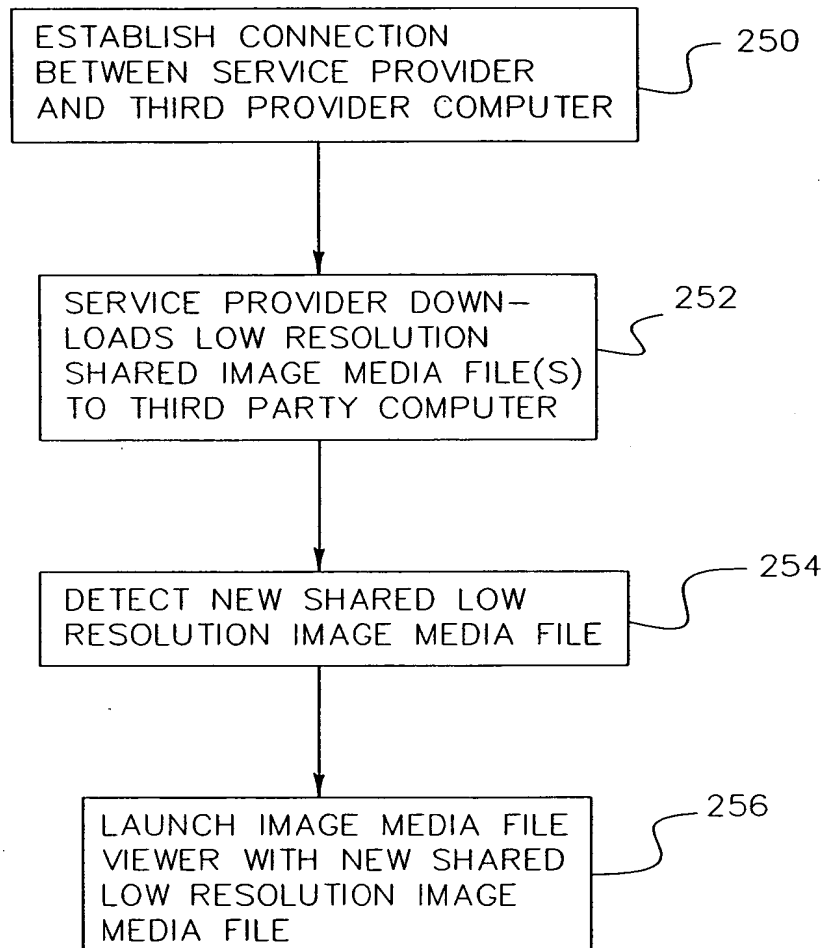 ESTABLISH CONNECTION
BETWEEN SERVICE PROVIDER
AND THIRD PROVIDER COMPUTER
250
SERVICE PROVIDER DOWN-
LOADS LOW RESOLUTION
SHARED IMAGE MEDIA FILE(S)
TO THIRD PARTY COMPUTER
252
DETECT NEW SHARED LOW
RESOLUTION IMAGE MEDIA FILE
254
LAUNCH IMAGE MEDIA FILE
VIEWER WITH NEW SHARED
LOW RESOLUTION IMAGE
MEDIA FILE
256